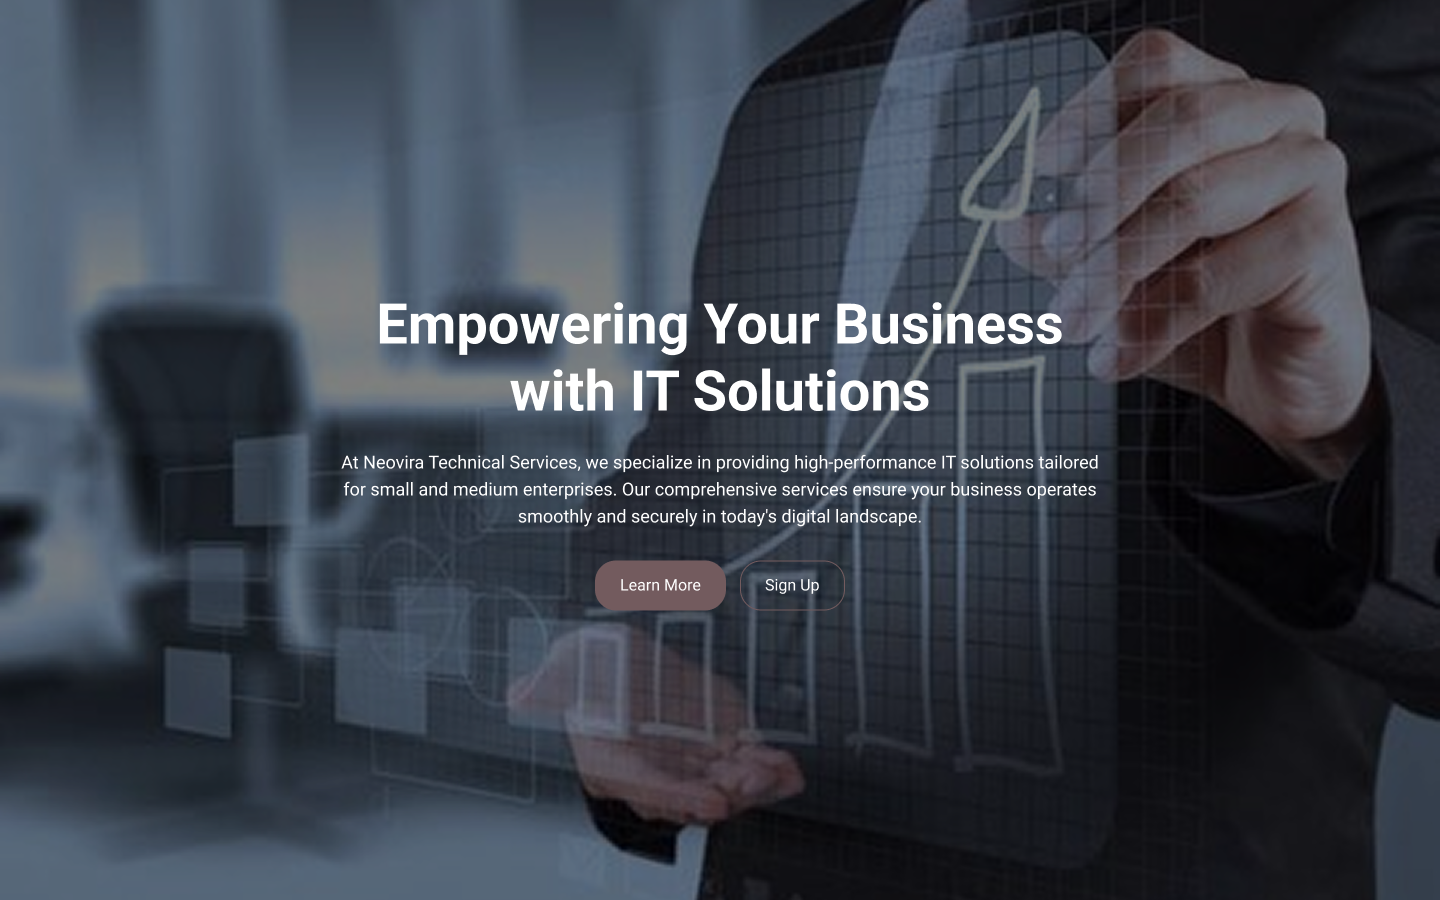 Empowering Your Business
with IT Solutions
At Neovira Technical Services, we specialize in providing high-performance IT solutions tailored
for small and medium enterprises. Our comprehensive services ensure your business operates
smoothly and securely in today's digital landscape.
Learn More
Sign Up